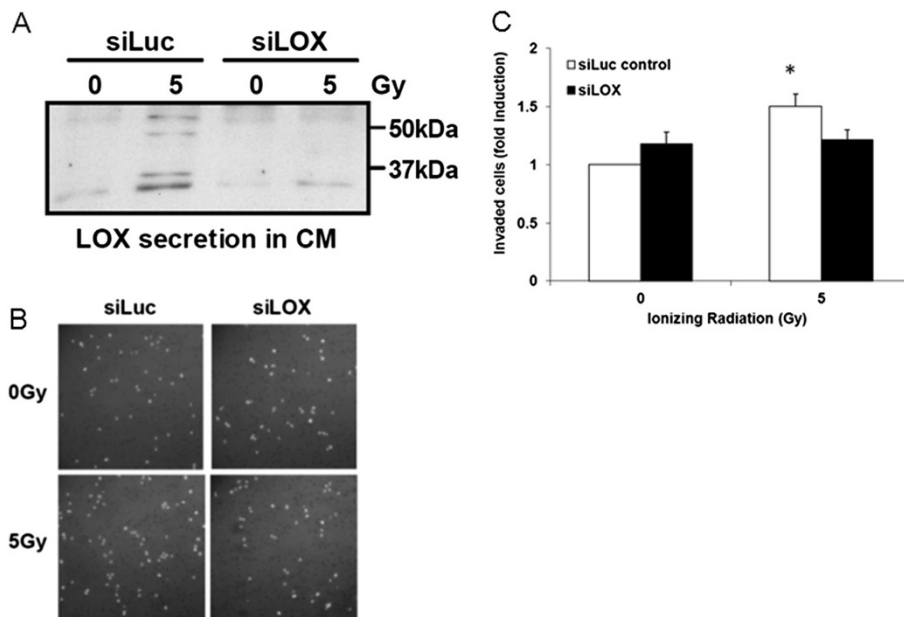 A
siLuc siLOX
0 5 0 5 Gy
50kDa
37kDa
LOX secretion in CM
B
siLuc siLOX
0Gy
5Gy
C
Invaded cells (fold induction)
2
1.5
1
0.5
0
siLuc control
siLOX
*
0 5
Ionizing Radiation (Gy)